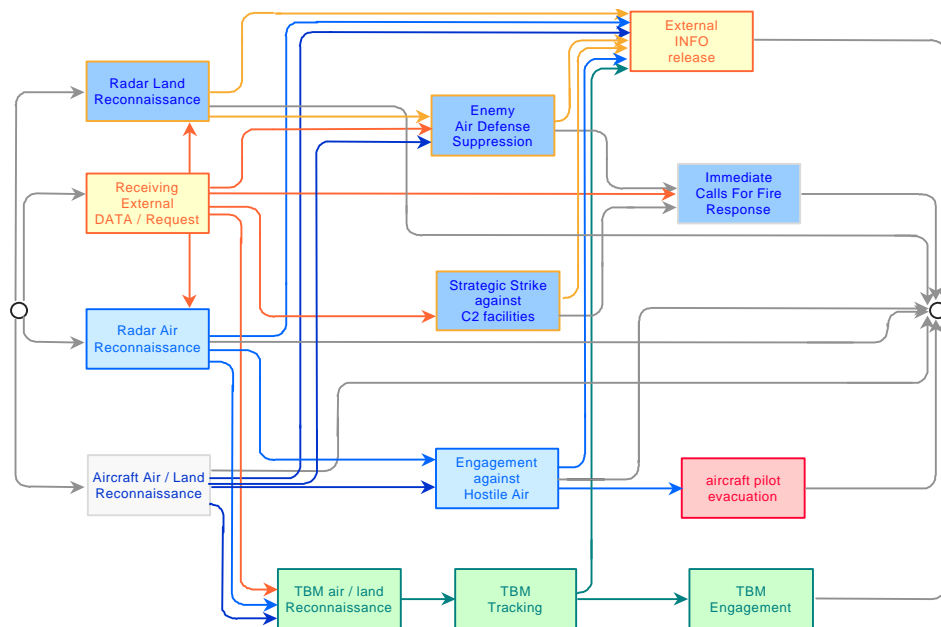 External
INFO
release
Radar Land
Reconnaissance
Enemy
Air Defense
Suppression
Receiving
External
DATA / Request
Immediate
Calls For Fire
Response
Strategic Strike
against
C2 facilities
Radar Air
Reconnaissance
Aircraft Air / Land
Reconnaissance
Engagement
against
Hostile Air
aircraft pilot
evacuation
TBM air / land
Reconnaissance
TBM
Tracking
TBM
Engagement